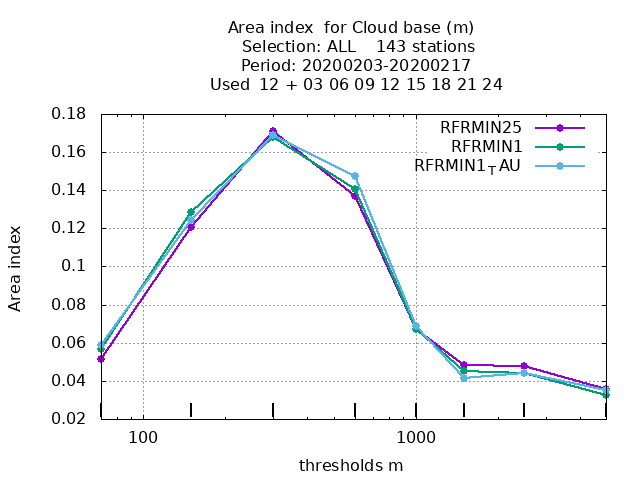 Area index  for Cloud base (m)
Selection: ALL    143 stations
Period: 20200203-20200217
Used  12 + 03 06 09 12 15 18 21 24
0.18
0.16
0.14
0.12
0.1
0.08
0.06
0.04
0.02
Area index
RFRMIN25
RFRMIN1
RFRMIN1TAU
100
1000
thresholds m